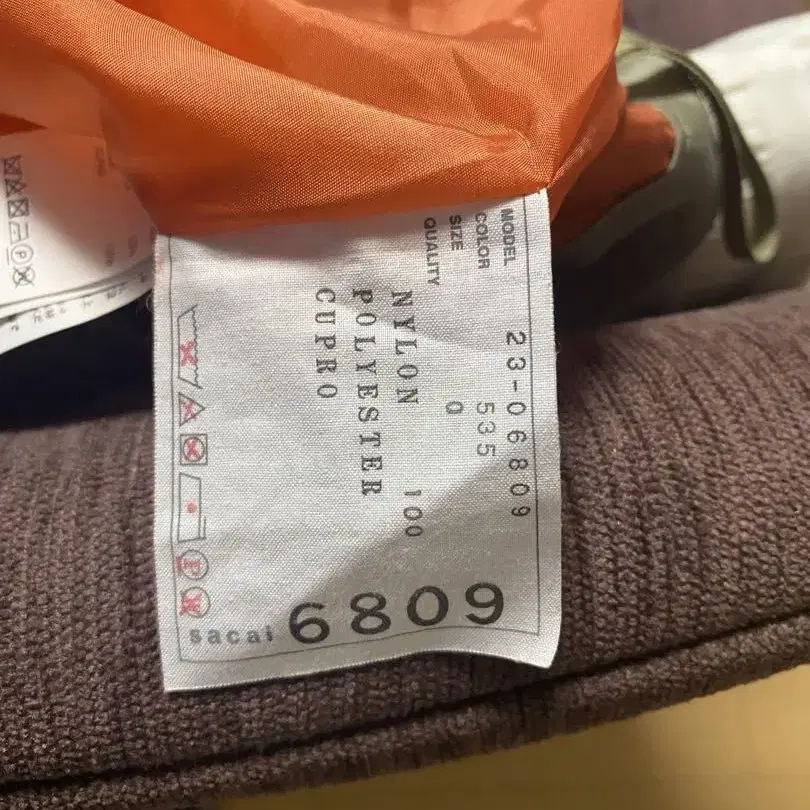 MODEL 23-06809
COLOR 535
SIZE 0
QUALITY
NYLON 100
POLYESTER
CUPRO
sacai 6809